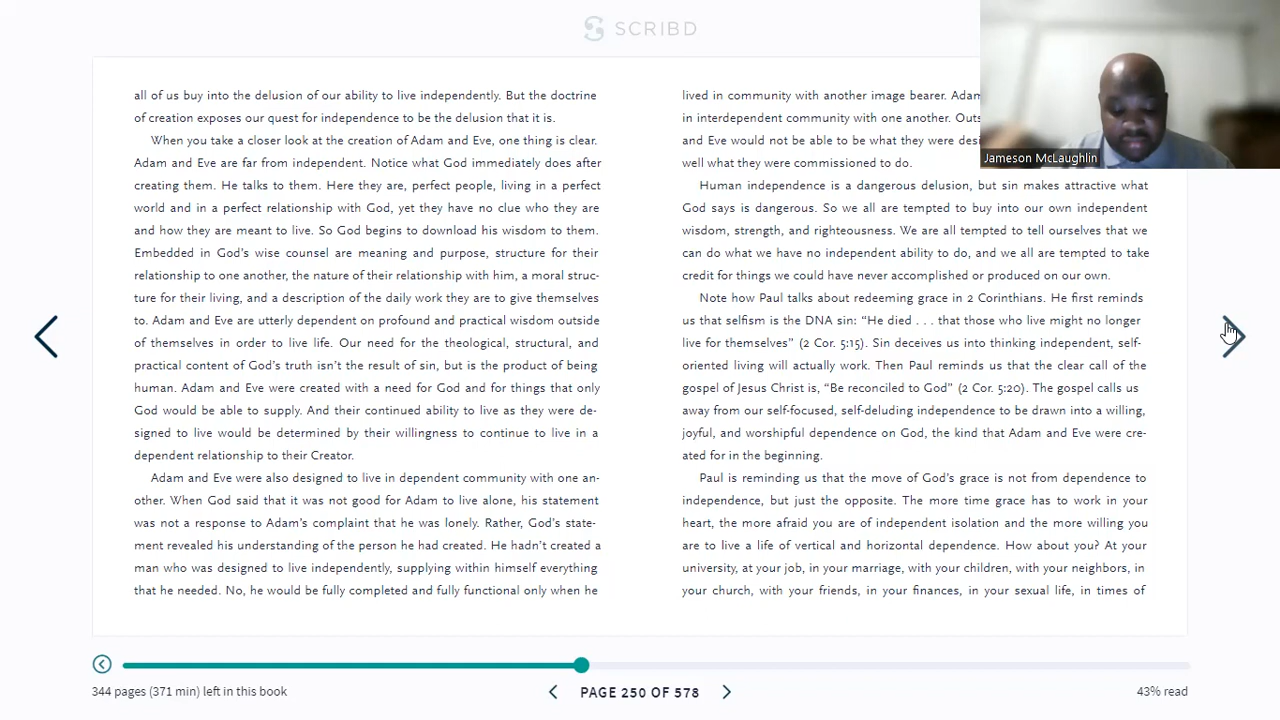 SCRIBD
all of us buy into the delusion of our ability to live independently. But the doctrine
of creation exposes our quest for independence to be the delusion that it is.
When you take a closer look at the creation of Adam and Eve, one thing is clear.
Adam and Eve are far from independent. Notice what God immediately does after
creating them. He talks to them. Here they are, perfect people, living in a perfect
world and in a perfect relationship with God, yet they have no clue who they are
and how they are meant to live. So God begins to download his wisdom to them.
Embedded in God's wise counsel are meaning and purpose, structure for their
relationship to one another, the nature of their relationship with him, a moral struc-
ture for their living, and a description of the daily work they are to give themselves
to. Adam and Eve are utterly dependent on profound and practical wisdom outside
of themselves in order to live life. Our need for the theological, structural, and
practical content of God's truth isn't the result of sin, but is the product of being
human. Adam and Eve were created with a need for God and for things that only
God would be able to supply. And their continued ability to live as they were de-
signed to live would be determined by their willingness to continue to live in a
dependent relationship to their Creator.
Adam and Eve were also designed to live in dependent community with one an-
other. When God said that it was not good for Adam to live alone, his statement
was not a response to Adam's complaint that he was lonely. Rather, God's state-
ment revealed his understanding of the person he had created. He hadn't created a
man who was designed to live independently, supplying within himself everything
that he needed. No, he would be fully completed and fully functional only when he
lived in community with another image bearer. Adam
in interdependent community with one another.
and Eve would not be able to be what they were
well what they were commissioned to do.
Human independence is a dangerous delusion, but sin makes attractive what
God says is dangerous. So we all are tempted to buy into our own independent
wisdom, strength, and righteousness. We are all tempted to tell ourselves that we
can do what we have no independent ability to do, and we all are tempted to take
credit for things we could have never accomplished or produced on our own.
Note how Paul talks about redeeming grace in 2 Corinthians. He first reminds
us that selfism is the DNA sin: “He died . . . that those who live might no longer
live for themselves” (2 Cor. 5:15). Sin deceives us into thinking independent, self-
oriented living will actually work. Then Paul reminds us that the clear call of the
gospel of Jesus Christ is, “Be reconciled to God” (2 Cor. 5:20). The gospel calls us
away from our self-focused, self-deluding independence to be drawn into a willing,
joyful, and worshipful dependence on God, the kind that Adam and Eve were cre-
ated for in the beginning.
Paul is reminding us that the move of God's grace is not from dependence to
independence, but just the opposite. The more time grace has to work in your
heart, the more afraid you are of independent isolation and the more willing you
are to live a life of vertical and horizontal dependence. How about you? At your
university, at your job, in your marriage, with your children, with your neighbors, in
your church, with your friends, in your finances, in your sexual life, in times of
Jameson McLaughlin
344 pages (371 min) left in this book
PAGE 250 OF 578
43% read